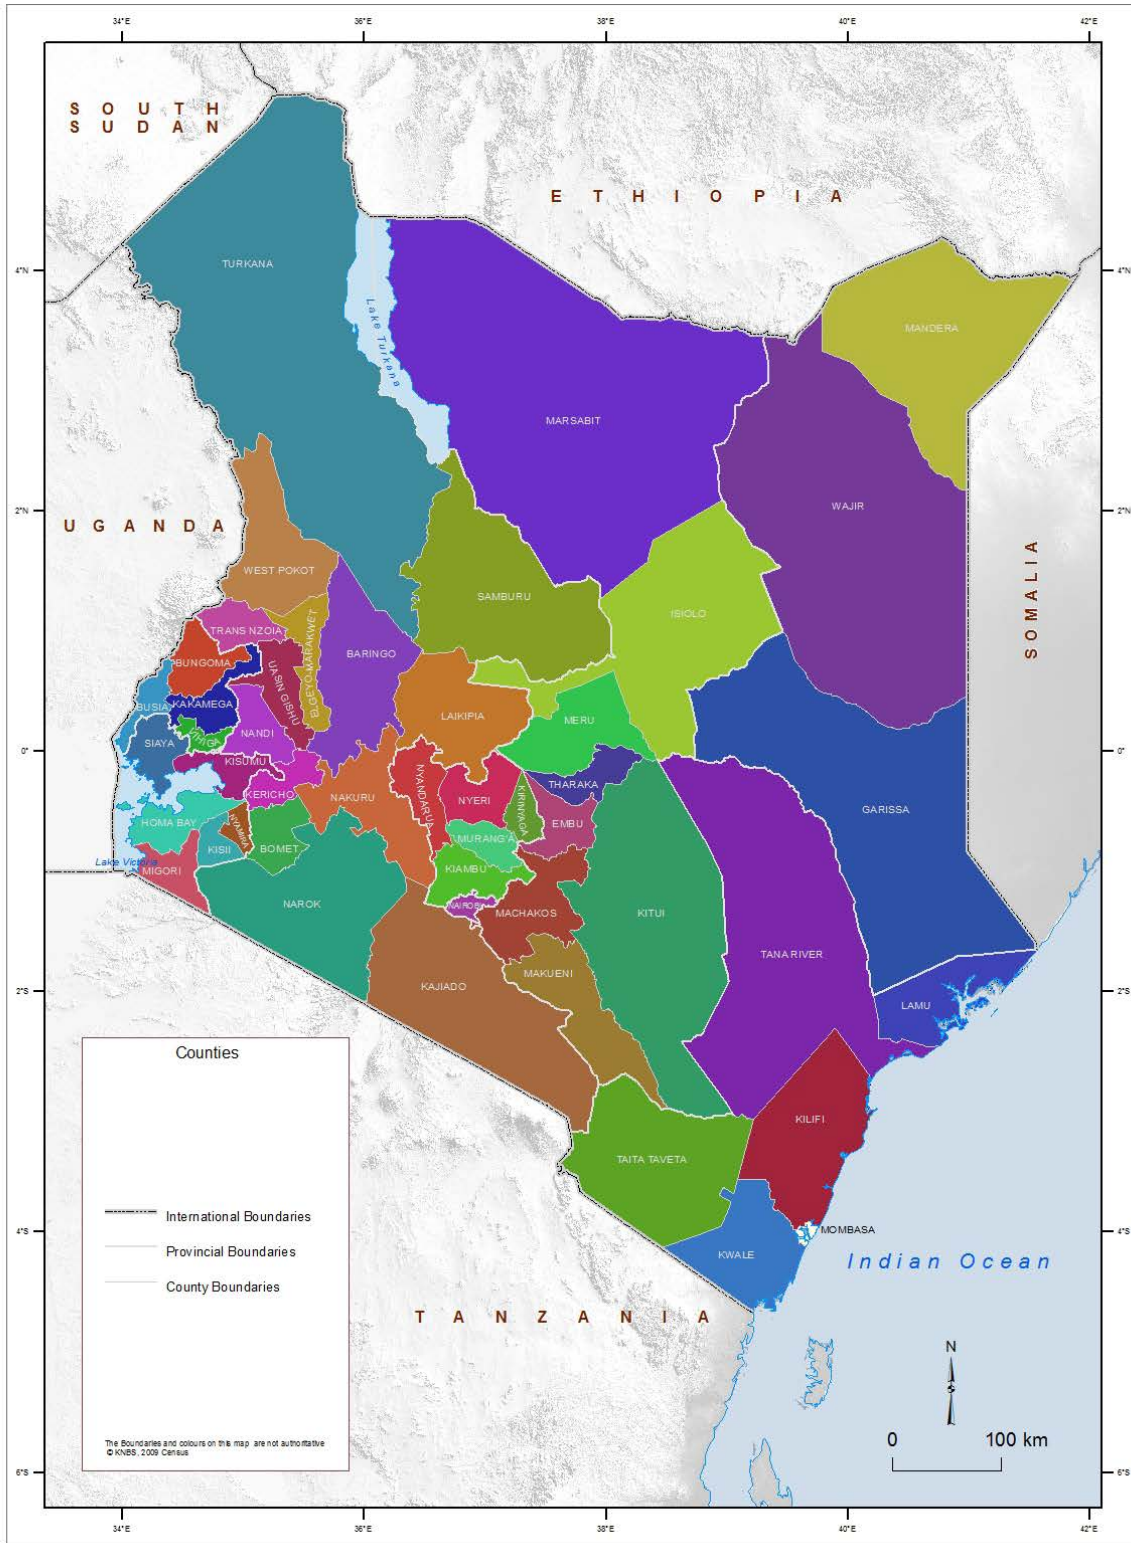 34°E 36°E 38°E 40°E 42°E
SOUTH
SUDAN
ETHIOPIA
TURKANA
4°N 4°N
Lake Turkana
MANDERA
MARSABIT
WAJIR
2°N 2°N
UGANDA
SOMALIA
WEST POKOT
SAMBURU
ISIOLO
TRANS NZOIA
ELGEYO-MARAKWET
BARINGO
BUNGOMA
UASIN GISHU
BUSIA
KAKAMEGA
LAIKIPIA
MERU
NANDI
VIHIGA
SIAYA
0° 0°
KISUMU
THARAKA
KERICHO
NAKURU
NYANDARUA
NYERI
KIRINYAGA
GARISSA
HOMA BAY
NYAMIRA
EMBU
MURANG'A
KISII
BOMET
Lake Victoria
MIGORI
KIAMBU
NAROK
NAIROBI
MACHAKOS
KITUI
TANA RIVER
MAKUENI
KAJIADO
2°S 2°S
LAMU
Counties
KILIFI
TAITA TAVETA
International Boundaries
4°S 4°S
MOMBASA
Provincial Boundaries
KWALE
Indian Ocean
County Boundaries
TANZANIA
N
The Boundaries and colours on this map are not authoritative
© KNBS, 2009 Census
0 100 km
6°S 6°S
34°E 36°E 38°E 40°E 42°E